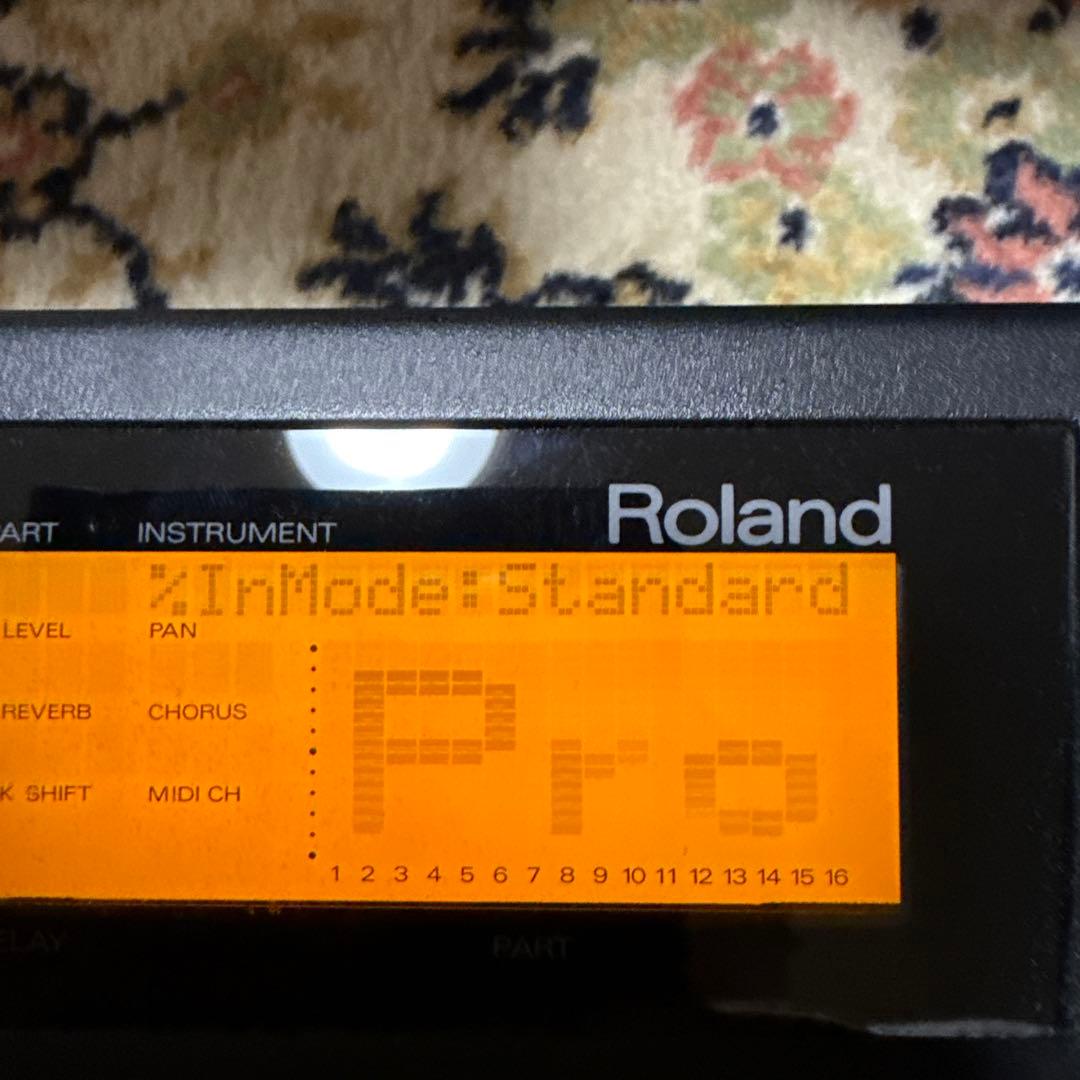 Roland
ART INSTRUMENT
%InMode:Standard
LEVEL PAN
REVERB CHORUS
K SHIFT MIDI CH
Pro
1 2 3 4 5 6 7 8 9 10 11 12 13 14 15 16
ELAY PART